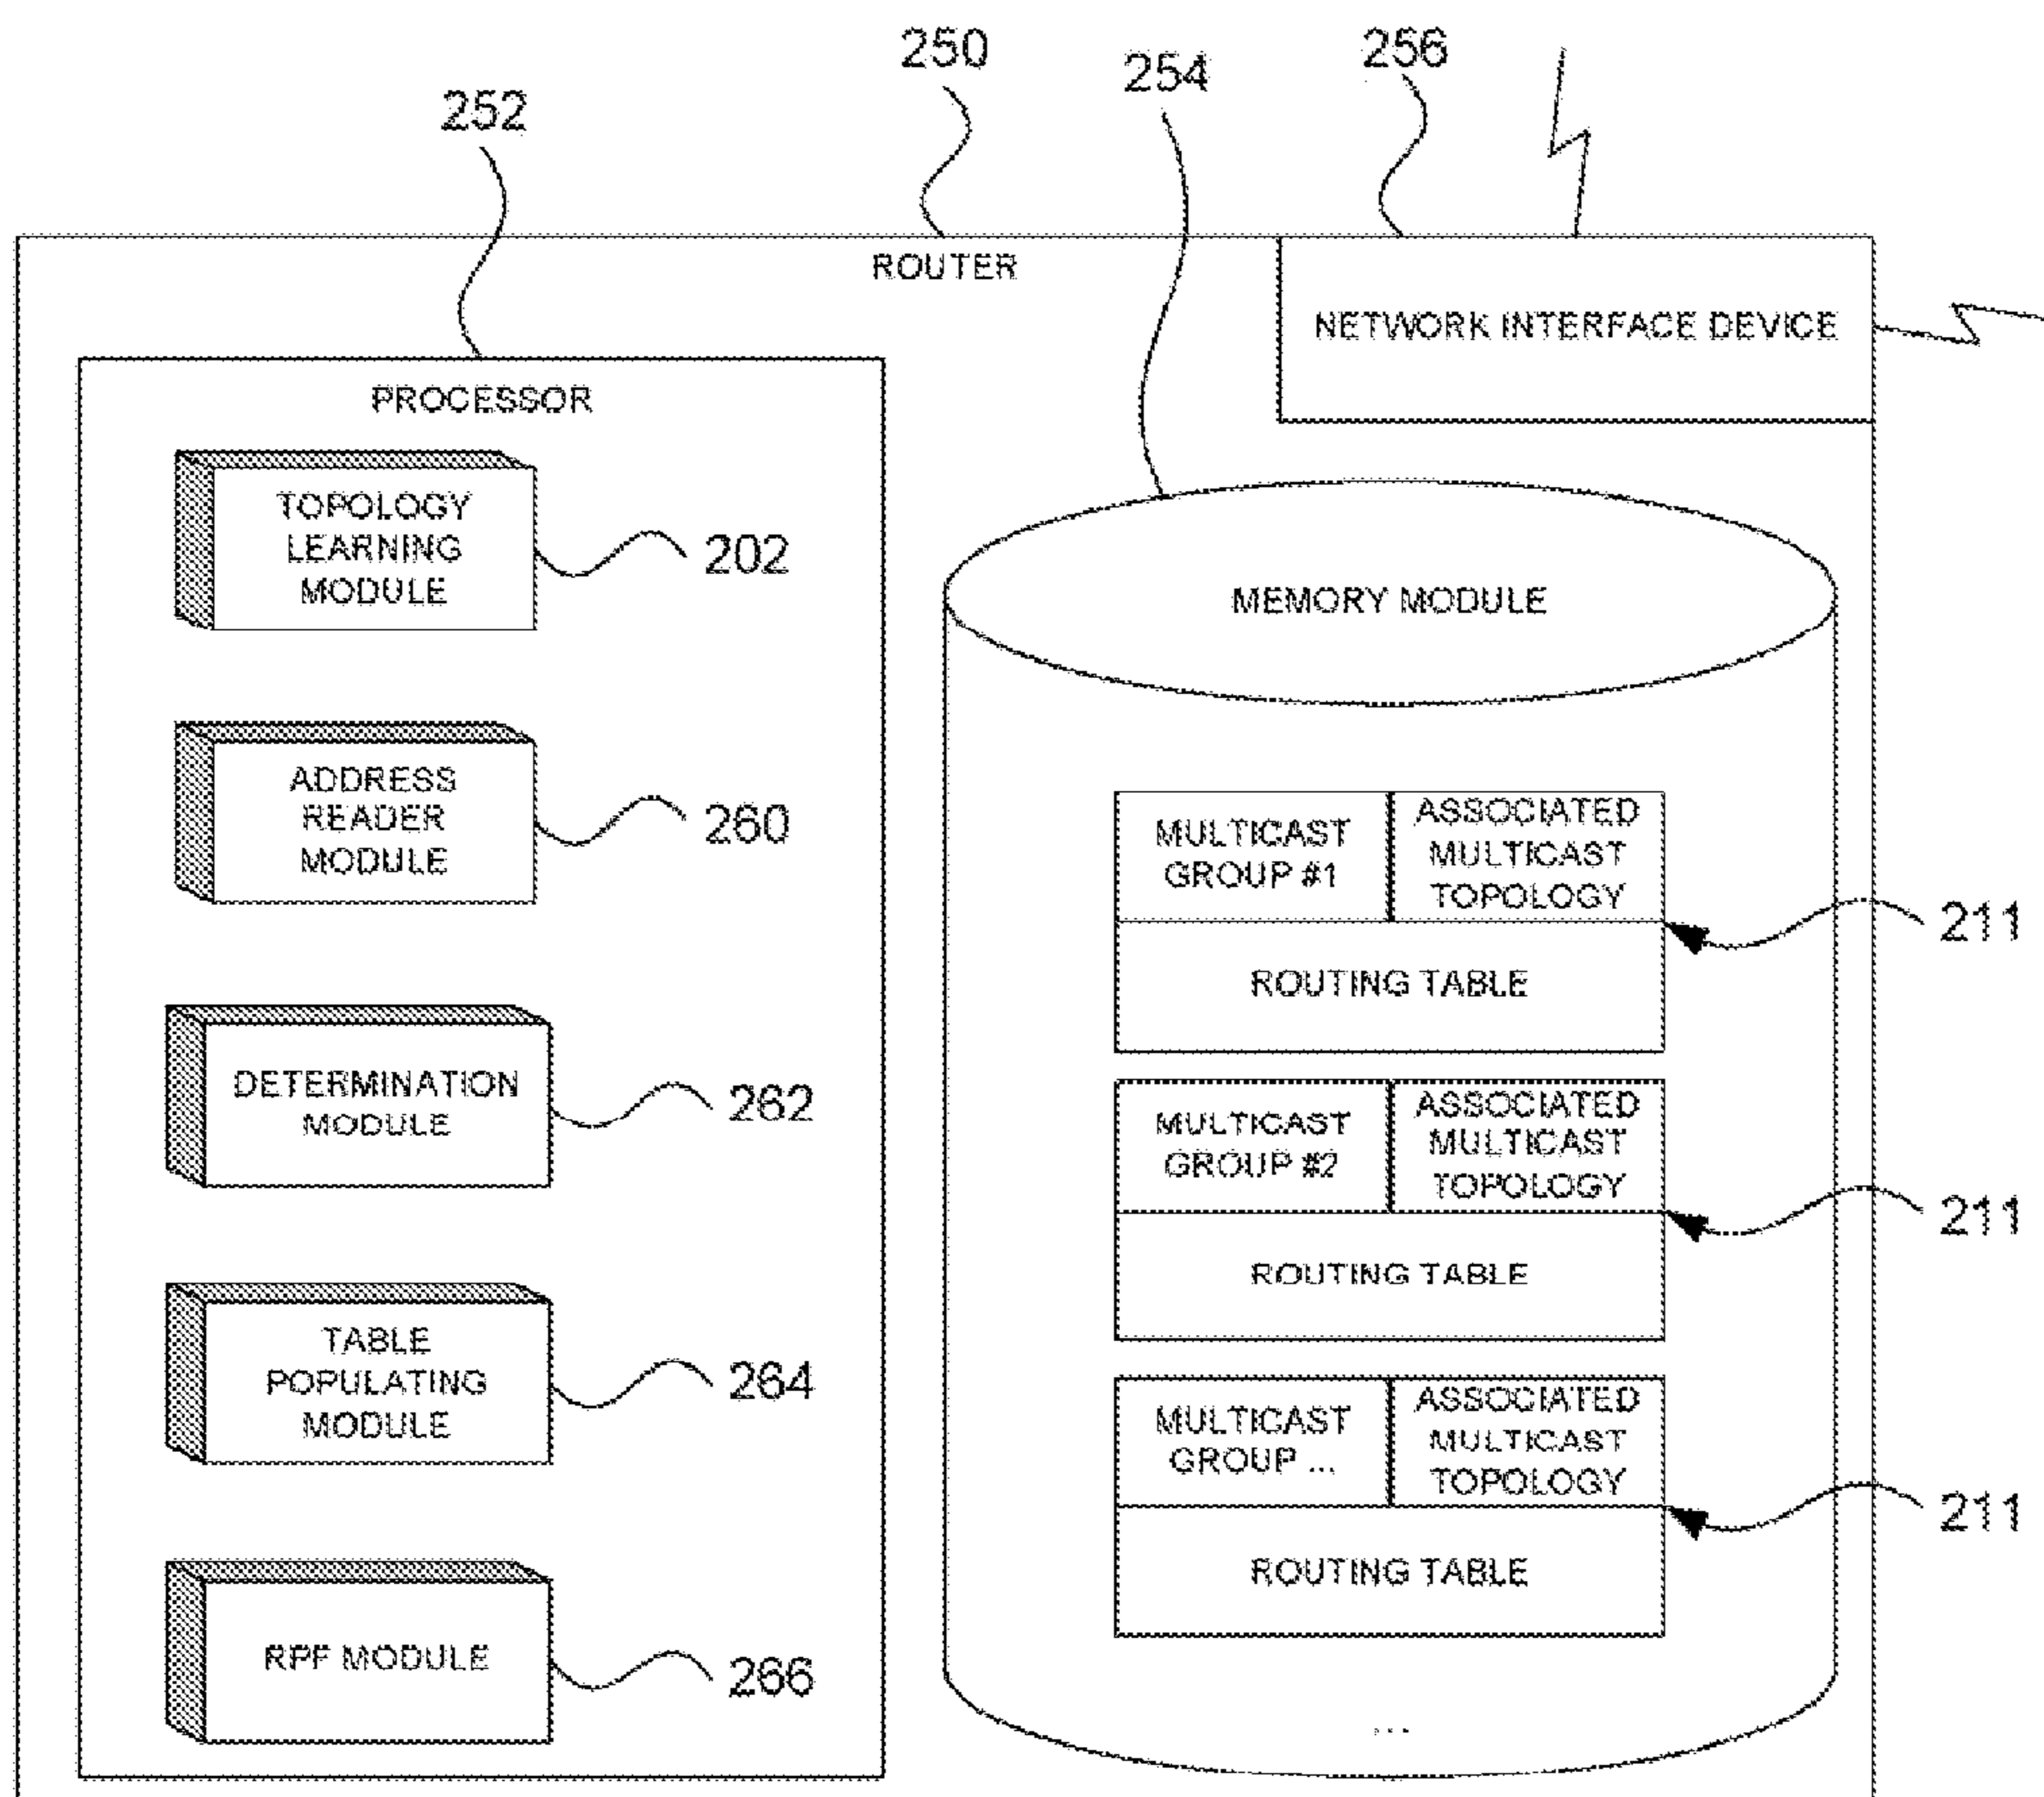 250
256
254
252
ROUTER
NETWORK INTERFACE DEVICE
PROCESSOR
TOPOLOGY
LEARNING
MODULE
202
ADDRESS
READER
MODULE
260
DETERMINATION
MODULE
262
TABLE
POPULATING
MODULE
264
RPF MODULE
266
MEMORY MODULE
MULTICAST
GROUP #1
ASSOCIATED
MULTICAST
TOPOLOGY
211
ROUTING TABLE
MULTICAST
GROUP #2
ASSOCIATED
MULTICAST
TOPOLOGY
211
ROUTING TABLE
MULTICAST
GROUP ...
ASSOCIATED
MULTICAST
TOPOLOGY
211
ROUTING TABLE
...